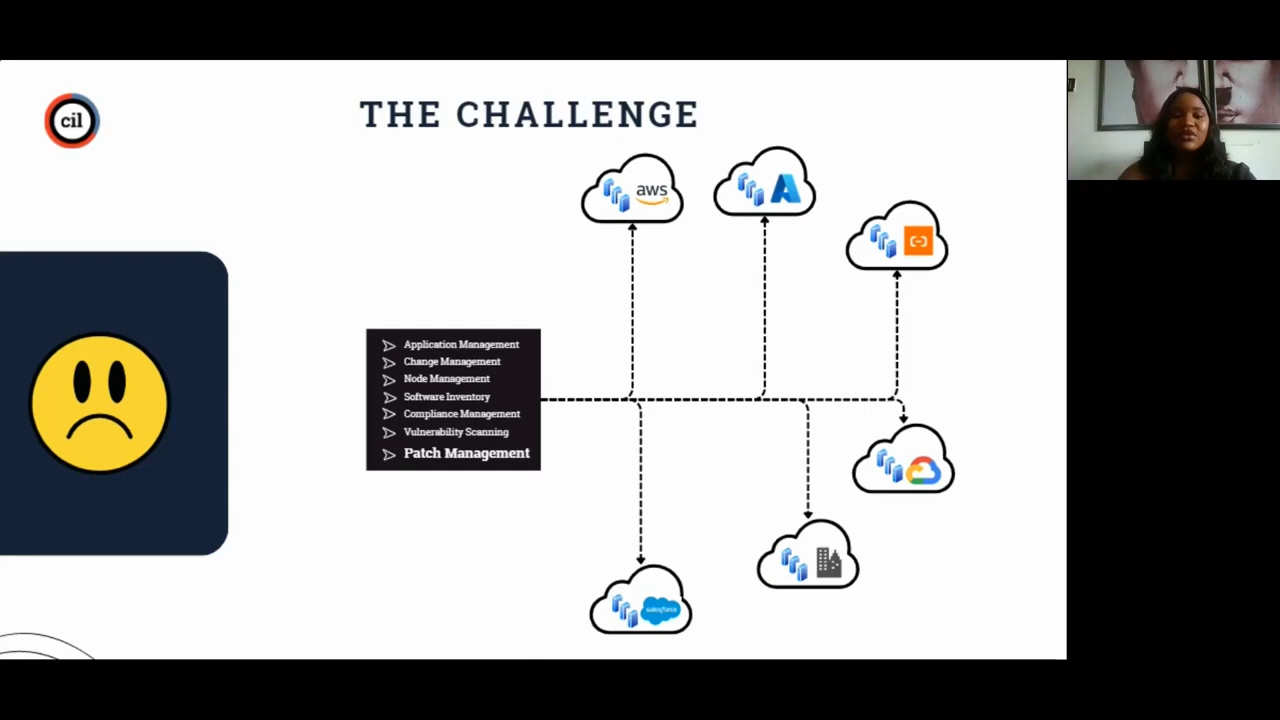 cil
THE CHALLENGE
aws
Application Management
Change Management
Node Management
Software Inventory
Compliance Management
Vulnerability Scanning
Patch Management
salesforce